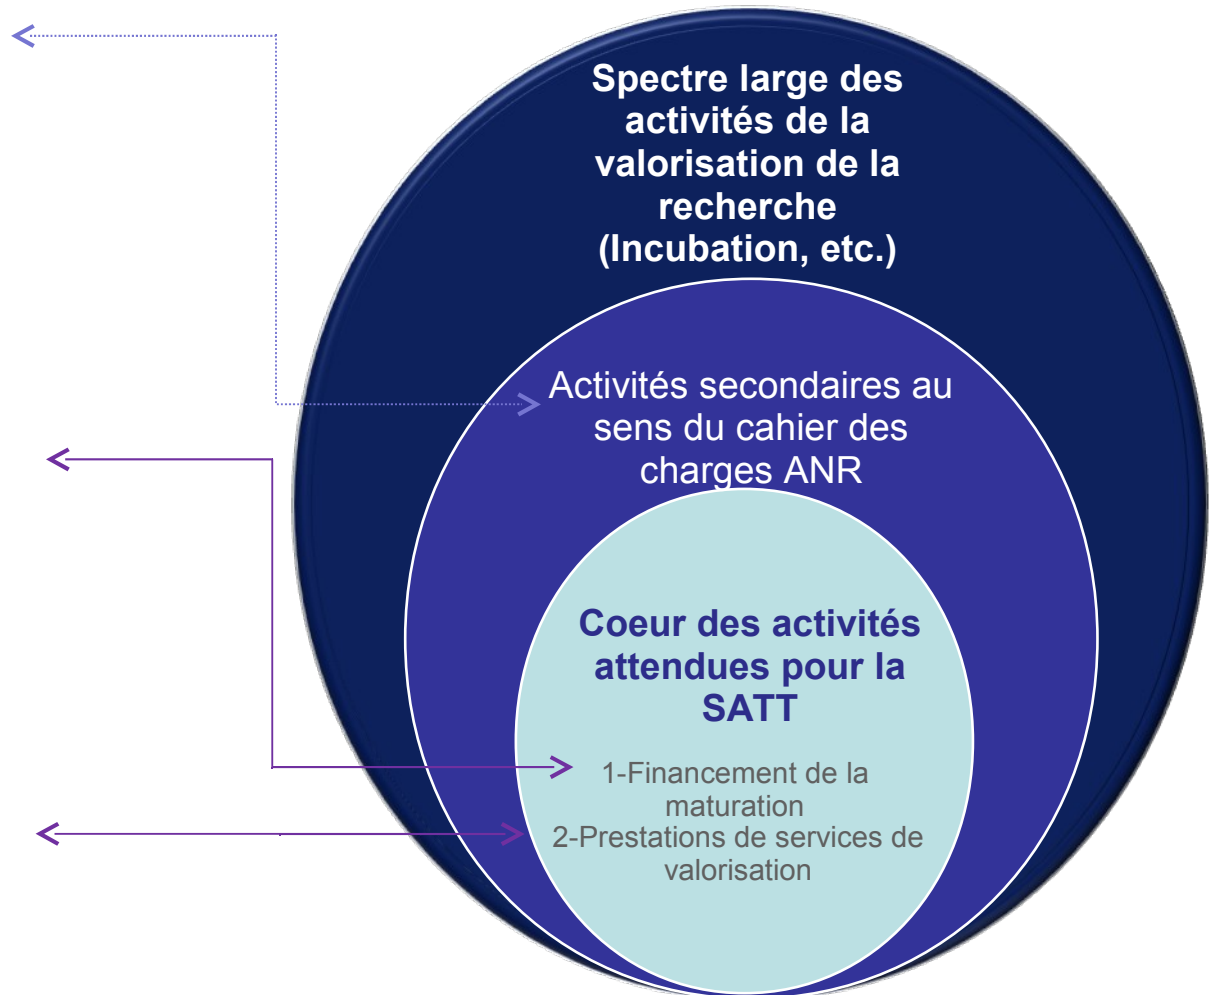 Spectre large des
activités de la
valorisation de la
recherche
(Incubation, etc.)
Activités secondaires au
sens du cahier des
charges ANR
Coeur des activités
attendues pour la
SATT
1-Financement de la
maturation
2-Prestations de services de
valorisation